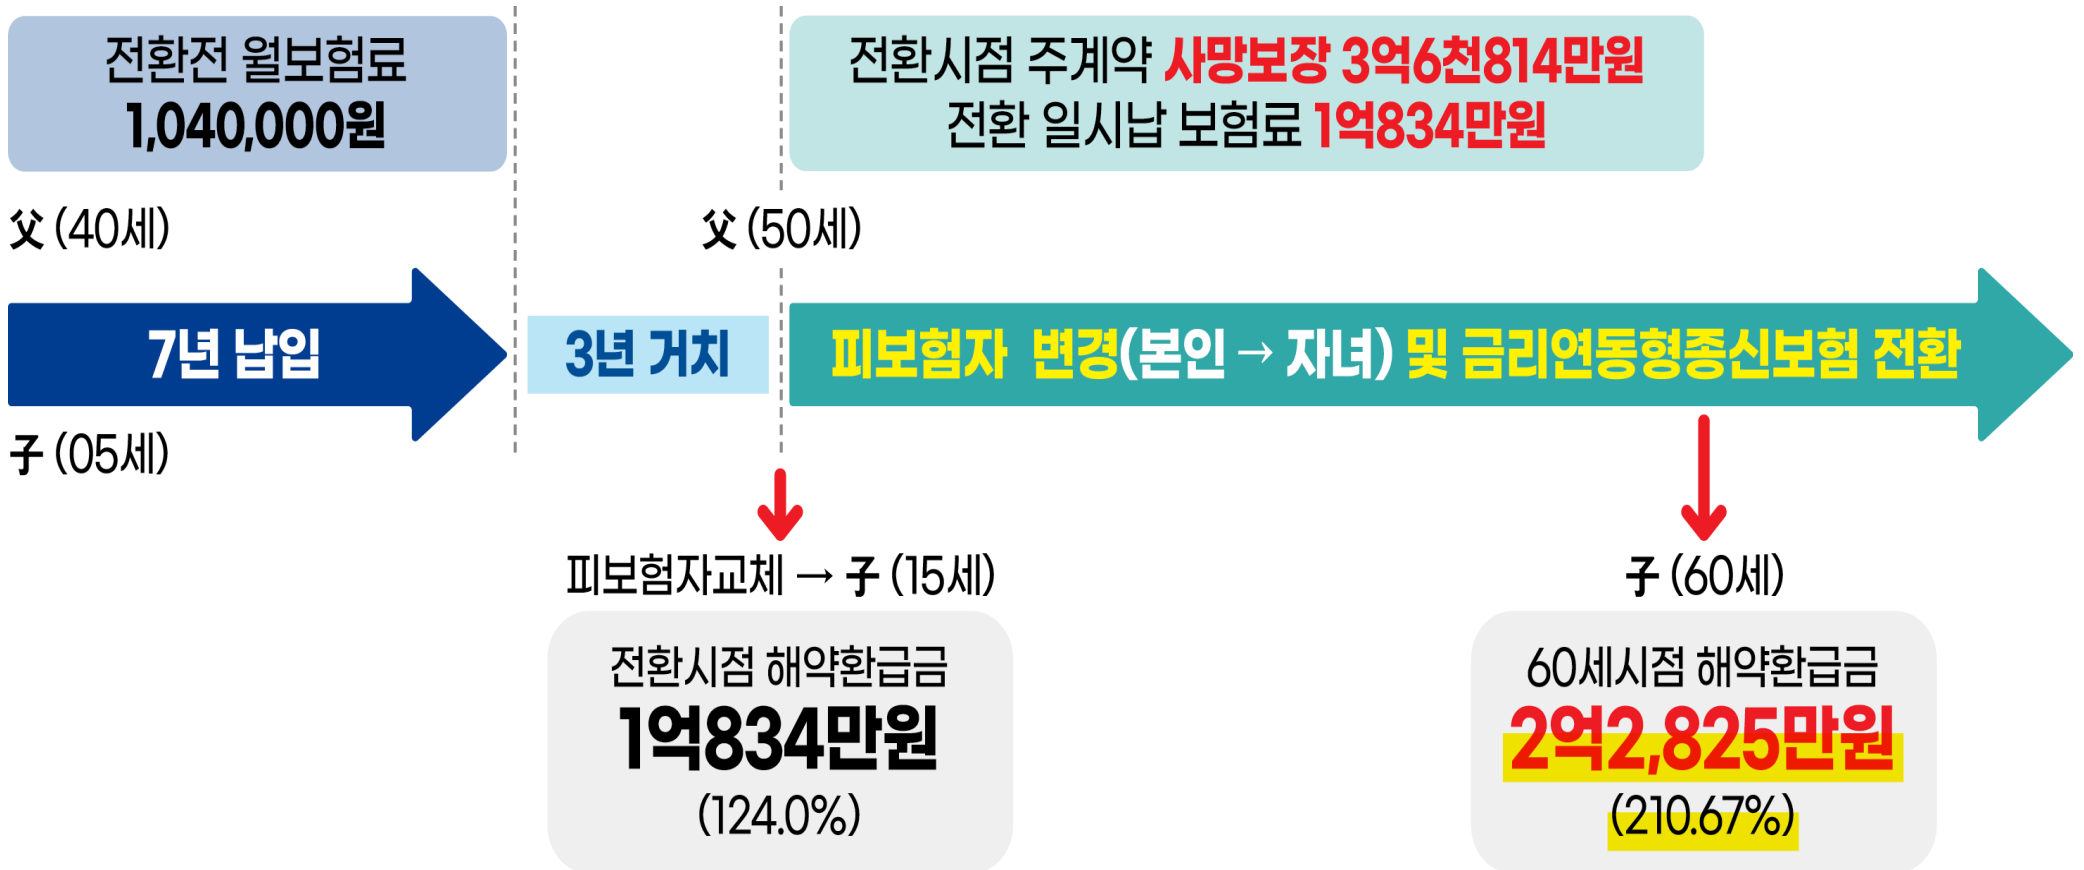 전환전 월보험료
1,040,000원
전환시점 주계약 사망보장 3억6천814만원
전환 일시납 보험료 1억834만원
父 (40세)
父 (50세)
7년 납입
3년 거치
피보험자 변경(본인 → 자녀) 및 금리연동형종신보험 전환
子 (05세)
피보험자교체 → 子 (15세)
전환시점 해약환급금
1억834만원
(124.0%)
子 (60세)
60세시점 해약환급금
2억2,825만원
(210.67%)